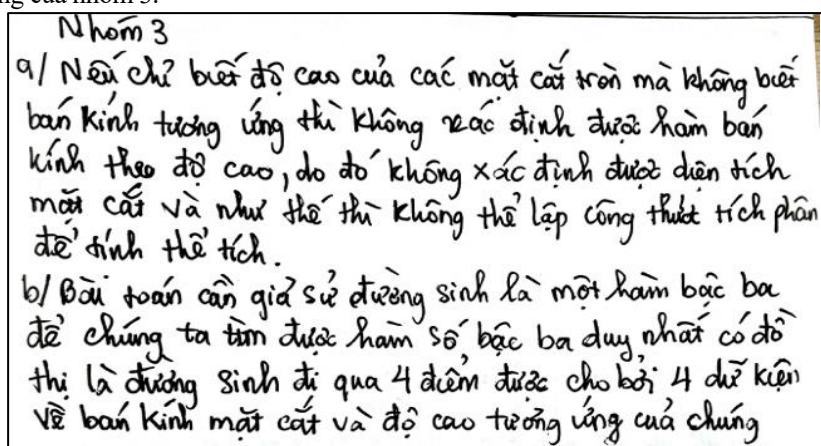 ng của nhóm 3.
Nhóm 3
a/ Nếu chỉ biết độ cao của các mặt cắt tròn mà không biết
bán kính tương ứng thì không xác định được hàm bán
kính theo độ cao, do đó không xác định được diện tích
mặt cắt và như thế thì không thể lập công thức tích phân
để tính thể tích.
b/ Bài toán cần giả sử đường sinh là một hàm bậc ba
để chúng ta tìm được hàm số bậc ba duy nhất có đồ
thị là đường sinh đi qua 4 điểm được cho bởi 4 dữ kiện
về bán kính mặt cắt và độ cao tương ứng của chúng